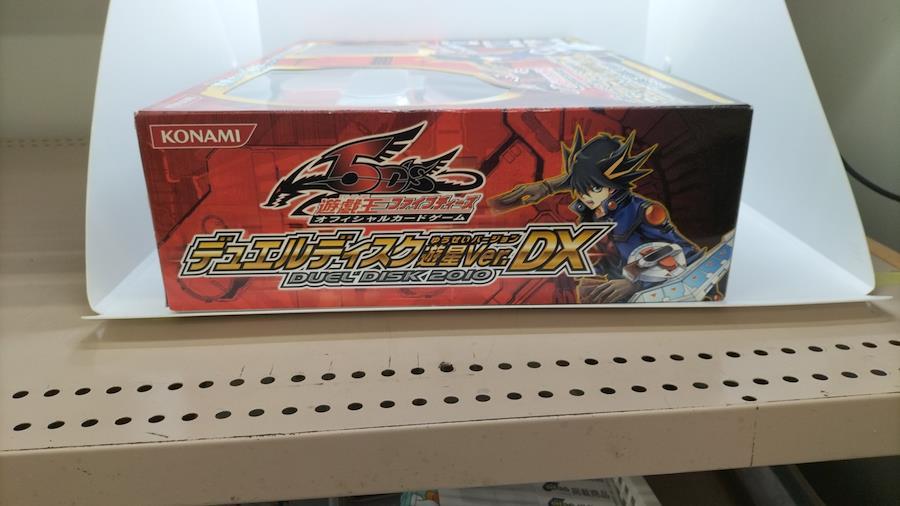 KONAMI
5D's
遊戯王ファイブディーズ
オフィシャルカードゲーム
ゆうせいバージョン
デュエルディスク遊星Ver.DX
DUEL DISK 2010